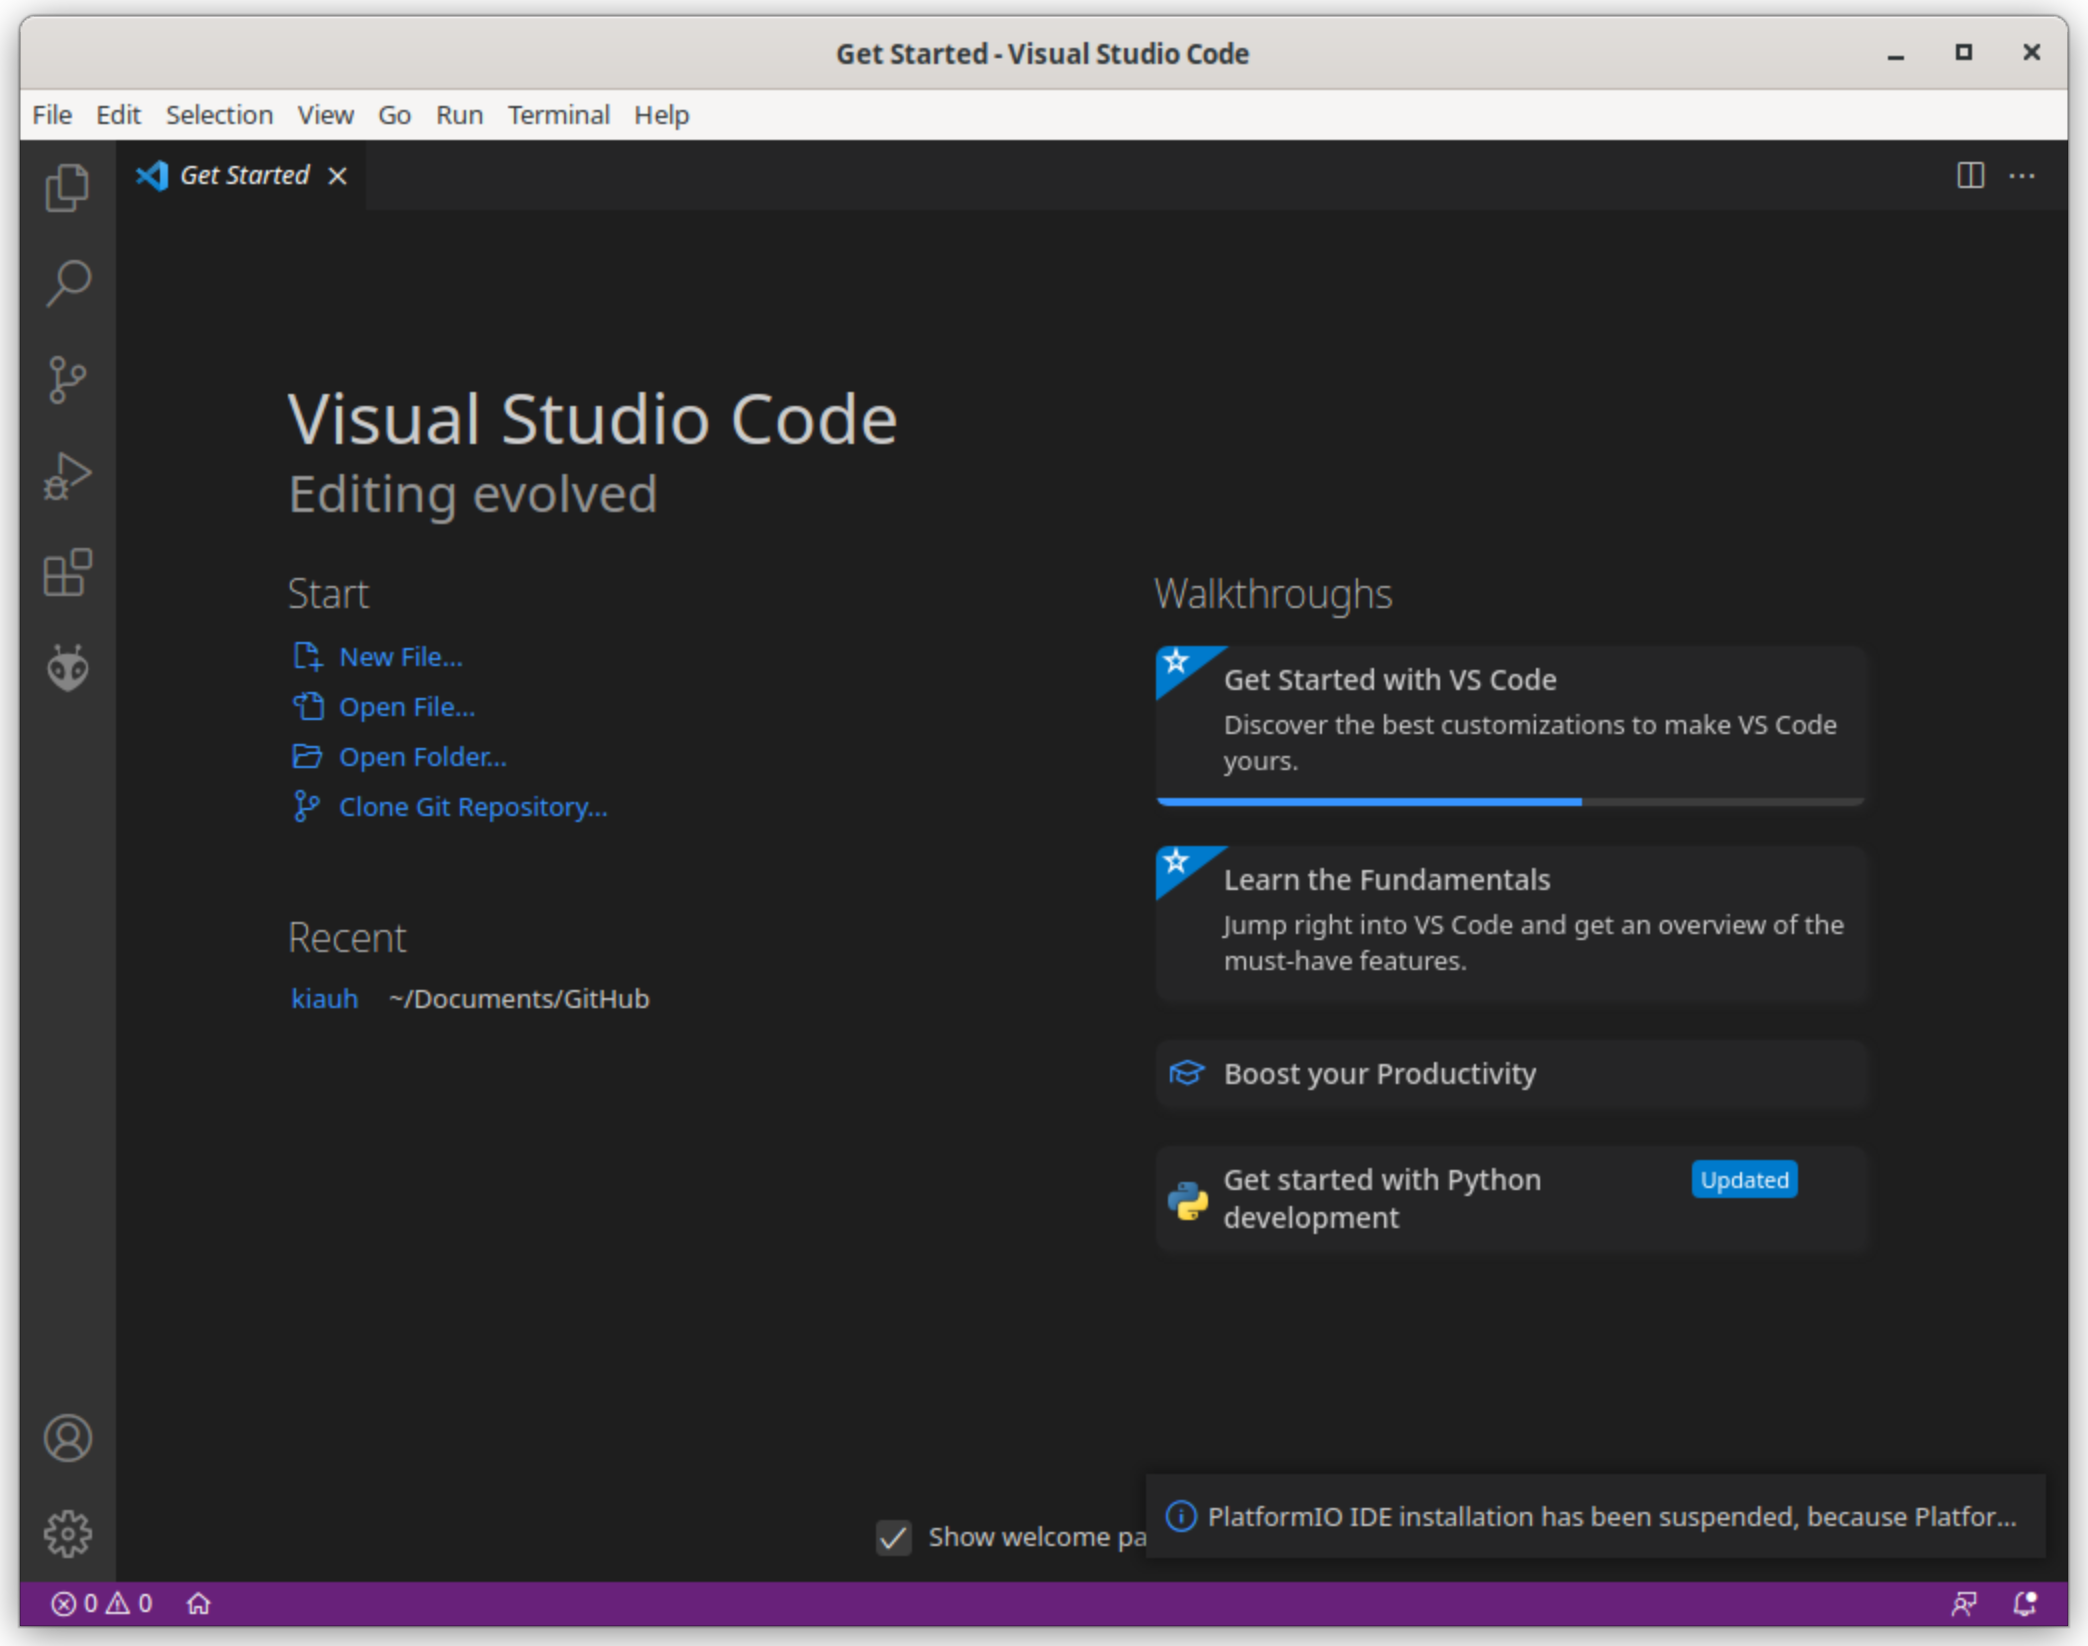 Get Started - Visual Studio Code
File Edit Selection View Go Run Terminal Help
Get Started
Visual Studio Code
Editing evolved
Start
New File...
Open File...
Open Folder...
Clone Git Repository...
Recent
kiauh ~/Documents/GitHub
Walkthroughs
Get Started with VS Code
Discover the best customizations to make VS Code
yours.
Learn the Fundamentals
Jump right into VS Code and get an overview of the
must-have features.
Boost your Productivity
Get started with Python
development
Updated
Show welcome pa
PlatformIO IDE installation has been suspended, because Platfor...
0 0